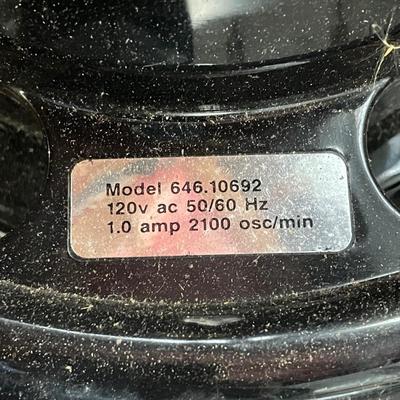 Model 646.10692
120v ac 50/60 Hz
1.0 amp 2100 osc/min